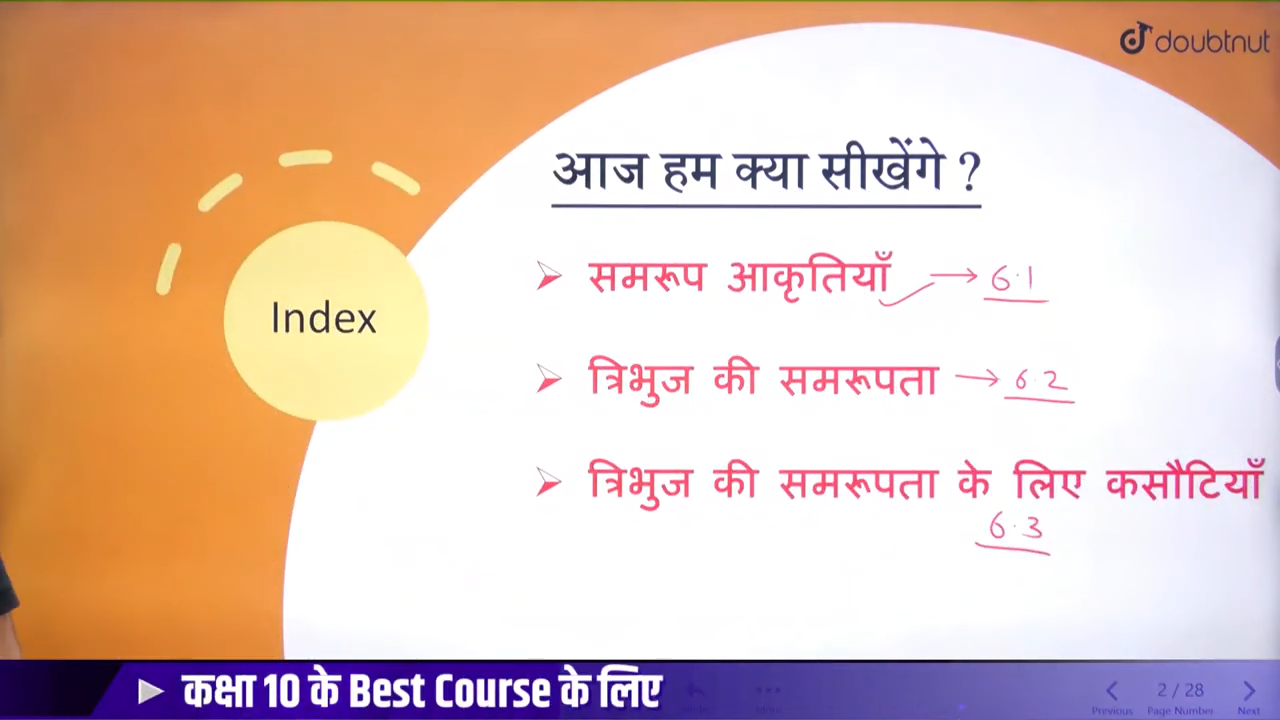 doubtnut
आज हम क्या सीखेंगे ?
Index
समरूप आकृतियाँ → 6.1
त्रिभुज की समरूपता → 6.2
त्रिभुज की समरूपता के लिए कसौटियाँ
6.3
कक्षा 10 के Best Course के लिए
2 / 28
Previous Page Number Next